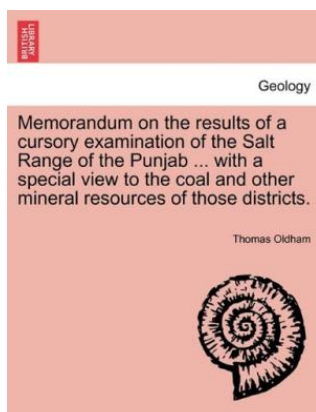 BRITISH
LIBRARY
Geology
Memorandum on the results of a
cursory examination of the Salt
Range of the Punjab ... with a
special view to the coal and other
mineral resources of those districts.
Thomas Oldham